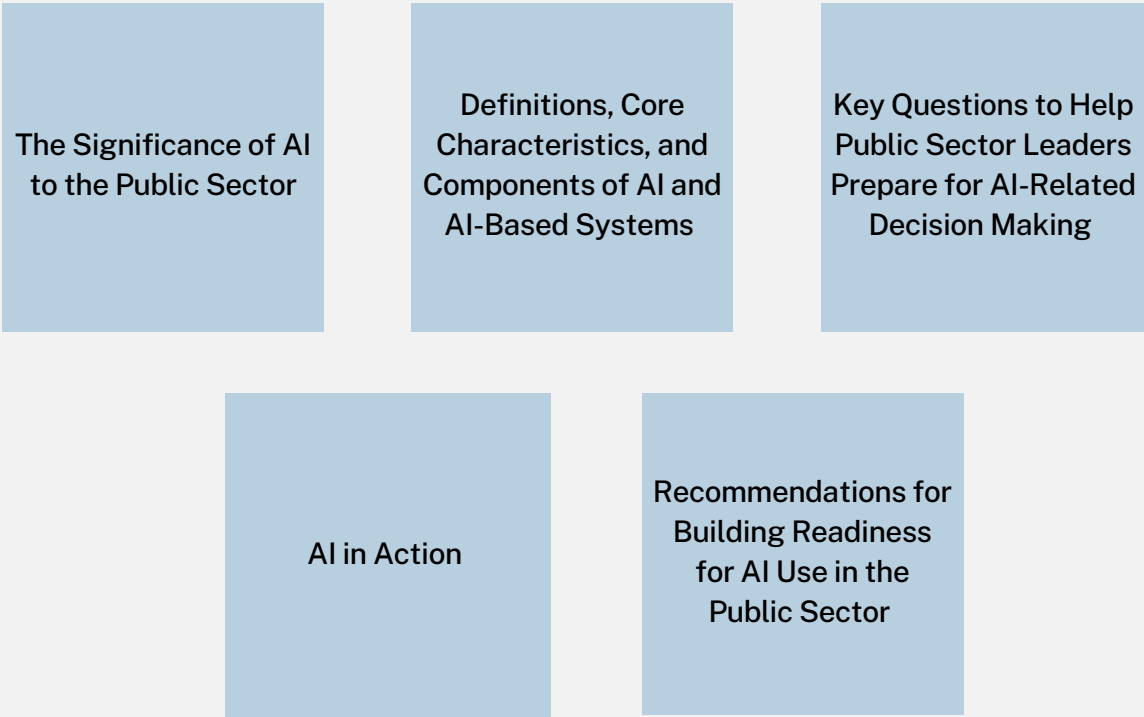 The Significance of AI
to the Public Sector
Definitions, Core
Characteristics, and
Components of AI and
AI-Based Systems
Key Questions to Help
Public Sector Leaders
Prepare for AI-Related
Decision Making
AI in Action
Recommendations for
Building Readiness
for AI Use in the
Public Sector